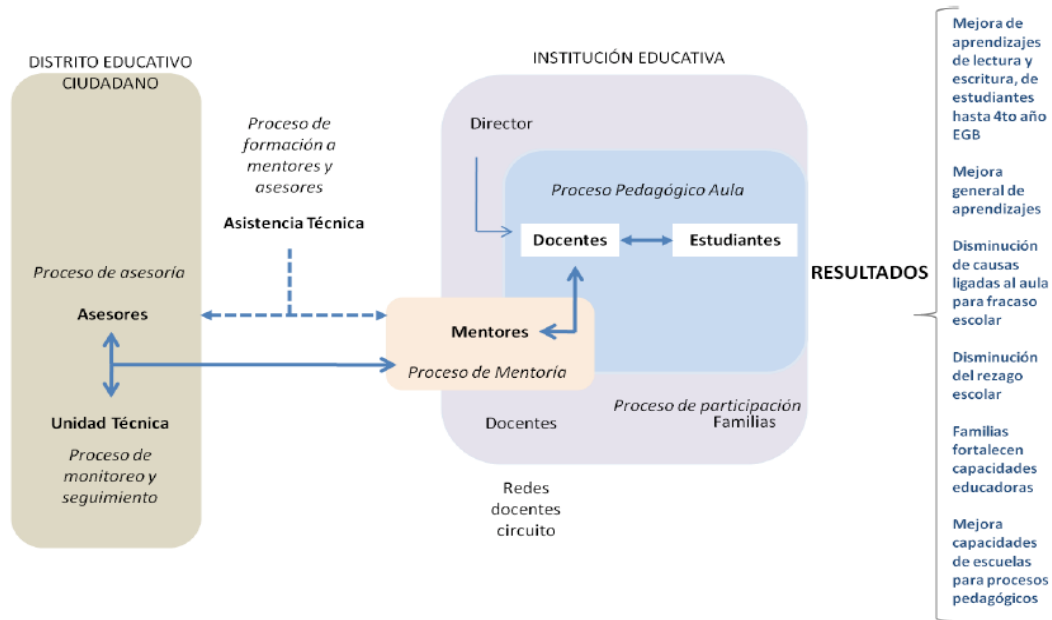 DISTRITO EDUCATIVO
CIUDADANO
Proceso de asesoría
Asesores
Unidad Técnica
Proceso de
monitoreo y
seguimiento
Proceso de
formación a
mentores y
asesores
Asistencia Técnica
INSTITUCIÓN EDUCATIVA
Director
Proceso Pedagógico Aula
Docentes
Estudiantes
Mentores
Proceso de Mentoría
Docentes
Proceso de participación
Familias
Redes
docentes
circuito
RESULTADOS
Mejora de
aprendizajes
de lectura y
escritura, de
estudiantes
hasta 4to año
EGB
Mejora
general de
aprendizajes
Disminución
de causas
ligadas al aula
para fracaso
escolar
Disminución
del rezago
escolar
Familias
fortalecen
capacidades
educadoras
Mejora
capacidades
de escuelas
para procesos
pedagógicos